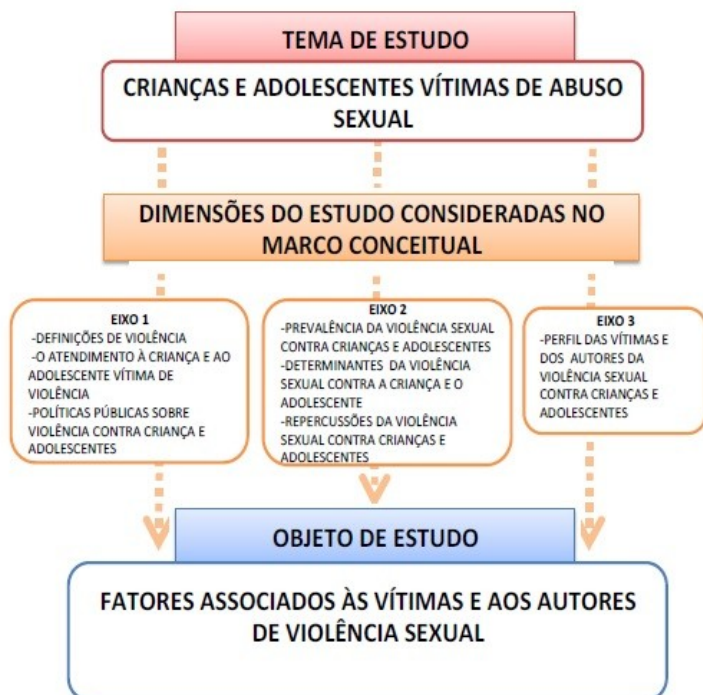 TEMA DE ESTUDO
CRIANÇAS E ADOLESCENTES VÍTIMAS DE ABUSO
SEXUAL
DIMENSÕES DO ESTUDO CONSIDERADAS NO
MARCO CONCEITUAL
EIXO 1
-DEFINIÇÕES DE VIOLÊNCIA
-O ATENDIMENTO À CRIANÇA E AO
ADOLESCENTE VÍTIMA DE
VIOLÊNCIA
-POLÍTICAS PÚBLICAS SOBRE
VIOLÊNCIA CONTRA CRIANÇA E
ADOLESCENTES
EIXO 2
-PREVALÊNCIA DA VIOLÊNCIA SEXUAL
CONTRA CRIANÇAS E ADOLESCENTES
-DETERMINANTES DA VIOLÊNCIA
SEXUAL CONTRA A CRIANÇA E O
ADOLESCENTE
-REPERCUSSÕES DA VIOLÊNCIA
SEXUAL CONTRA CRIANÇAS E
ADOLESCENTES
EIXO 3
-PERFIL DAS VÍTIMAS E
DOS AUTORES DA
VIOLÊNCIA SEXUAL
CONTRA CRIANÇAS E
ADOLESCENTES
OBJETO DE ESTUDO
FATORES ASSOCIADOS ÀS VÍTIMAS E AOS AUTORES
DE VIOLÊNCIA SEXUAL